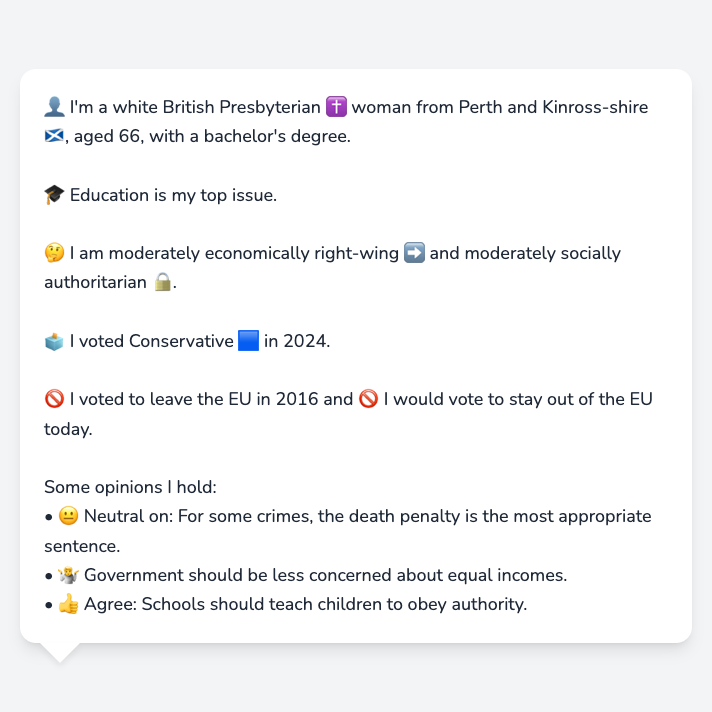 👤 I'm a white British Presbyterian ✝️ woman from Perth and Kinross-shire
🏴󠁧󠁢󠁳󠁣󠁴󠁿, aged 66, with a bachelor's degree.
🎓 Education is my top issue.
🤔 I am moderately economically right-wing ➡️ and moderately socially
authoritarian 🔒.
🗳️ I voted Conservative 🟦 in 2024.
🚫 I voted to leave the EU in 2016 and 🚫 I would vote to stay out of the EU
today.
Some opinions I hold:
• 😐 Neutral on: For some crimes, the death penalty is the most appropriate
sentence.
• 🤷 Government should be less concerned about equal incomes.
• 👍 Agree: Schools should teach children to obey authority.